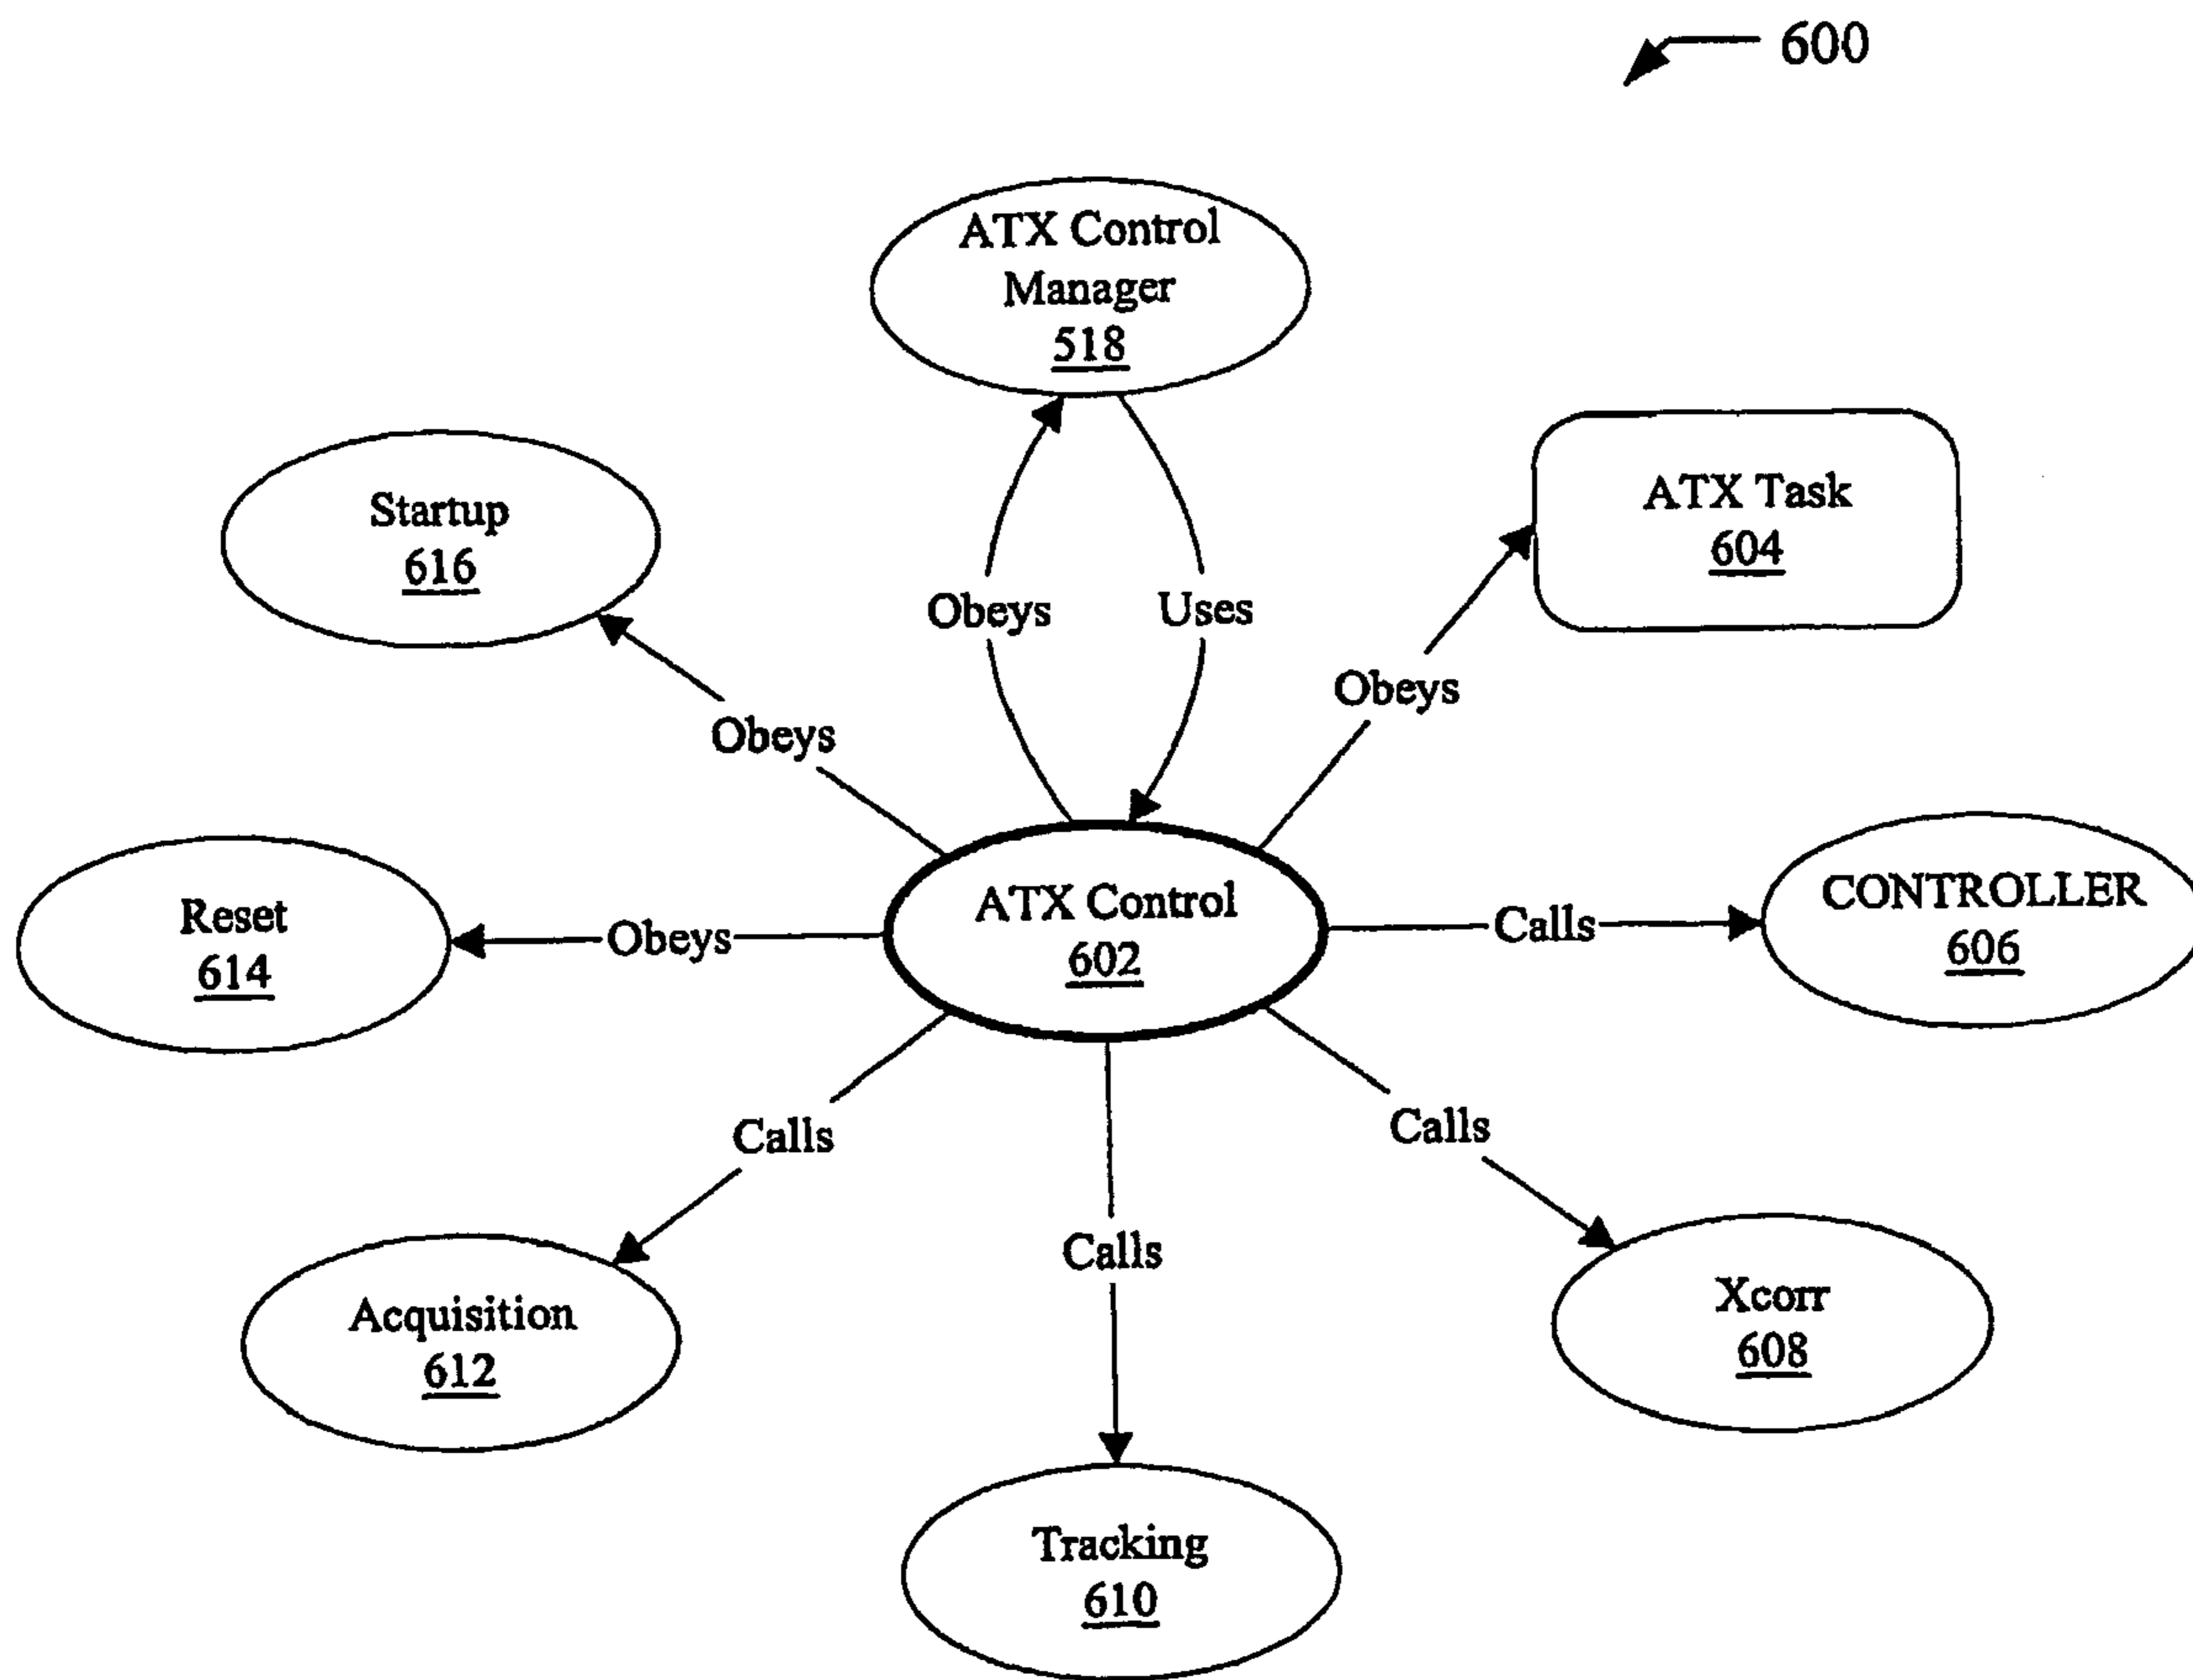 600
ATX Control
Manager
518
Startup
616
ATX Task
604
Obeys
Uses
Obeys
Obeys
Reset
614
Obeys
ATX Control
602
Calls
CONTROLLER
606
Calls
Calls
Calls
Acquisition
612
Xcorr
608
Tracking
610